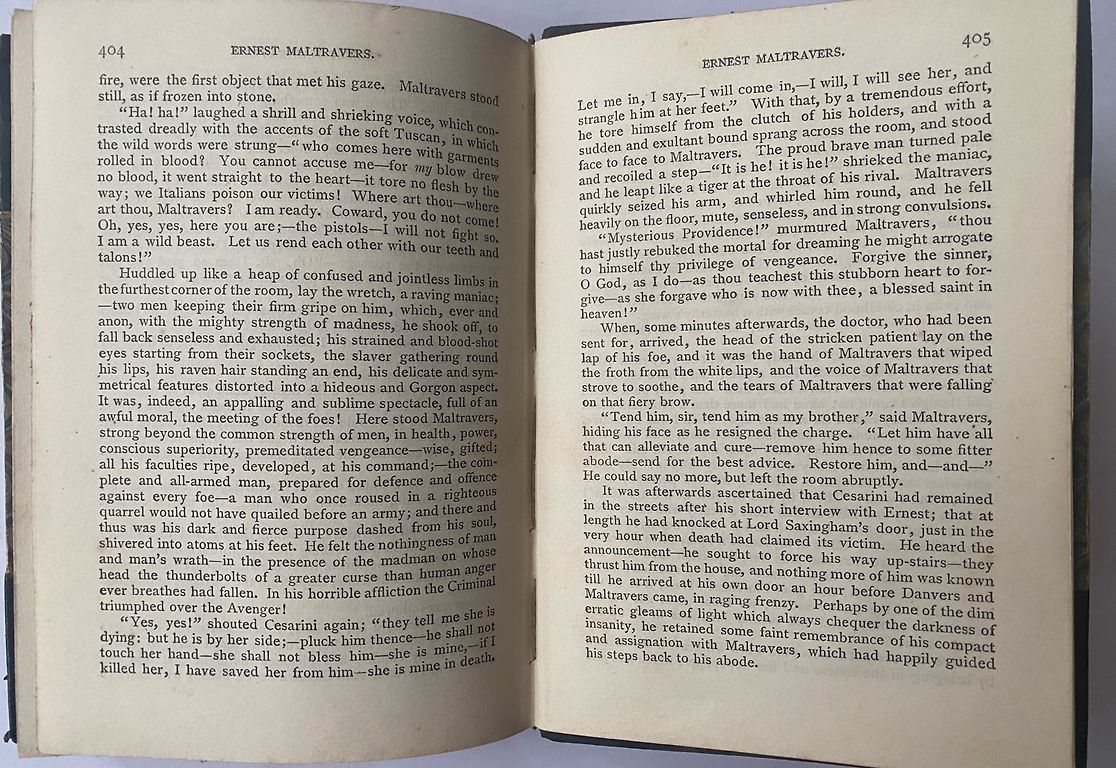 404
ERNEST MALTRAVERS.
fire, were the first object that met his gaze. Maltravers stood
still, as if frozen into stone.
“Ha! ha!” laughed a shrill and shrieking voice, which con-
trasted dreadly with the accents of the soft Tuscan, in which
the wild words were strung—“who comes here with garments
rolled in blood? You cannot accuse me—for my blow drew
no blood, it went straight to the heart—it tore no flesh by the
way; we Italians poison our victims! Where art thou—where
art thou, Maltravers? I am ready. Coward, you do not come!
Oh, yes, yes, here you are;—the pistols—I will not fight so.
I am a wild beast. Let us rend each other with our teeth and
talons!”
Huddled up like a heap of confused and jointless limbs in
the furthest corner of the room, lay the wretch, a raving maniac;
—two men keeping their firm gripe on him, which, ever and
anon, with the mighty strength of madness, he shook off, to
fall back senseless and exhausted; his strained and blood-shot
eyes starting from their sockets, the slaver gathering round
his lips, his raven hair standing an end, his delicate and sym-
metrical features distorted into a hideous and Gorgon aspect.
It was, indeed, an appalling and sublime spectacle, full of an
awful moral, the meeting of the foes! Here stood Maltravers,
strong beyond the common strength of men, in health, power,
conscious superiority, premeditated vengeance—wise, gifted;
all his faculties ripe, developed, at his command;—the com-
plete and all-armed man, prepared for defence and offence
against every foe—a man who once roused in a righteous
quarrel would not have quailed before an army; and there and
thus was his dark and fierce purpose dashed from his soul,
shivered into atoms at his feet. He felt the nothingness of man
and man’s wrath—in the presence of the madman on whose
head the thunderbolts of a greater curse than human anger
ever breathes had fallen. In his horrible affliction the Criminal
triumphed over the Avenger!
“Yes, yes!” shouted Cesarini again; “they tell me she is
dying: but he is by her side;—pluck him thence—he shall not
touch her hand—she shall not bless him—she is mine,—if I
killed her, I have saved her from him—she is mine in death.
405
ERNEST MALTRAVERS.
Let me in, I say,—I will come in,—I will, I will see her, and
strangle him at her feet.” With that, by a tremendous effort,
he tore himself from the clutch of his holders, and with a
sudden and exultant bound sprang across the room, and stood
face to face to Maltravers. The proud brave man turned pale
and recoiled a step—“It is he! it is he!” shrieked the maniac,
and he leapt like a tiger at the throat of his rival. Maltravers
quirkly seized his arm, and whirled him round, and he fell
heavily on the floor, mute, senseless, and in strong convulsions.
“Mysterious Providence!” murmured Maltravers, “thou
hast justly rebuked the mortal for dreaming he might arrogate
to himself thy privilege of vengeance. Forgive the sinner,
O God, as I do—as thou teachest this stubborn heart to for-
give—as she forgave who is now with thee, a blessed saint in
heaven!”
When, some minutes afterwards, the doctor, who had been
sent for, arrived, the head of the stricken patient lay on the
lap of his foe, and it was the hand of Maltravers that wiped
the froth from the white lips, and the voice of Maltravers that
strove to soothe, and the tears of Maltravers that were falling
on that fiery brow.
“Tend him, sir, tend him as my brother,” said Maltravers,
hiding his face as he resigned the charge. “Let him have all
that can alleviate and cure—remove him hence to some fitter
abode—send for the best advice. Restore him, and—and—”
He could say no more, but left the room abruptly.
It was afterwards ascertained that Cesarini had remained
in the streets after his short interview with Ernest; that at
length he had knocked at Lord Saxingham’s door, just in the
very hour when death had claimed its victim. He heard the
announcement—he sought to force his way up-stairs—they
thrust him from the house, and nothing more of him was known
till he arrived at his own door an hour before Danvers and
Maltravers came, in raging frenzy. Perhaps by one of the dim
erratic gleams of light which always chequer the darkness of
insanity, he retained some faint remembrance of his compact
and assignation with Maltravers, which had happily guided
his steps back to his abode.